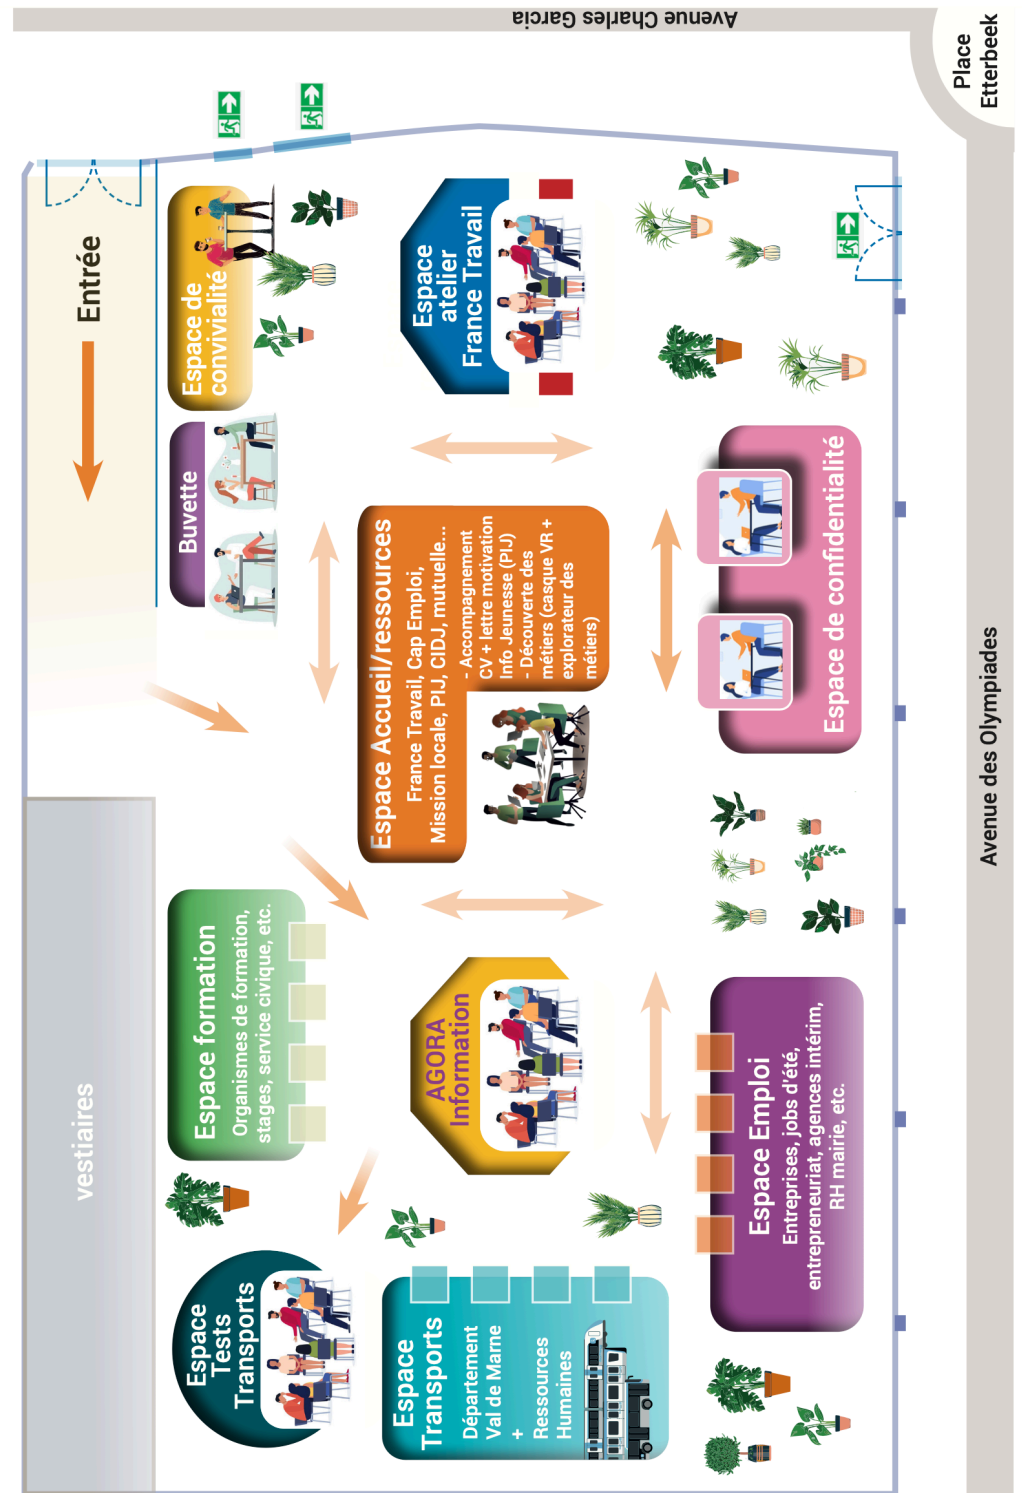 Avenue Charles Garcia
Place
Etterbeek
Avenue des Olympiades
Entrée
Espace de
convivialité
Buvette
Espace
atelier
France Travail
Espace Accueil/ressources
France Travail, Cap Emploi,
Mission locale, PIJ, CIDJ, mutuelle...
- Accompagnement
CV + lettre motivation
Info Jeunesse (PIJ)
- Découverte des
métiers (casque VR +
explorateur des
métiers)
Espace de confidentialité
vestiaires
Espace formation
Organismes de formation,
stages, service civique, etc.
AGORA
Information
Espace Emploi
Entreprises, jobs d'été,
entrepreneuriat, agences intérim,
RH mairie, etc.
Espace
Tests
Transports
Espace
Transports
Département
Val de Marne
+
Ressources
Humaines